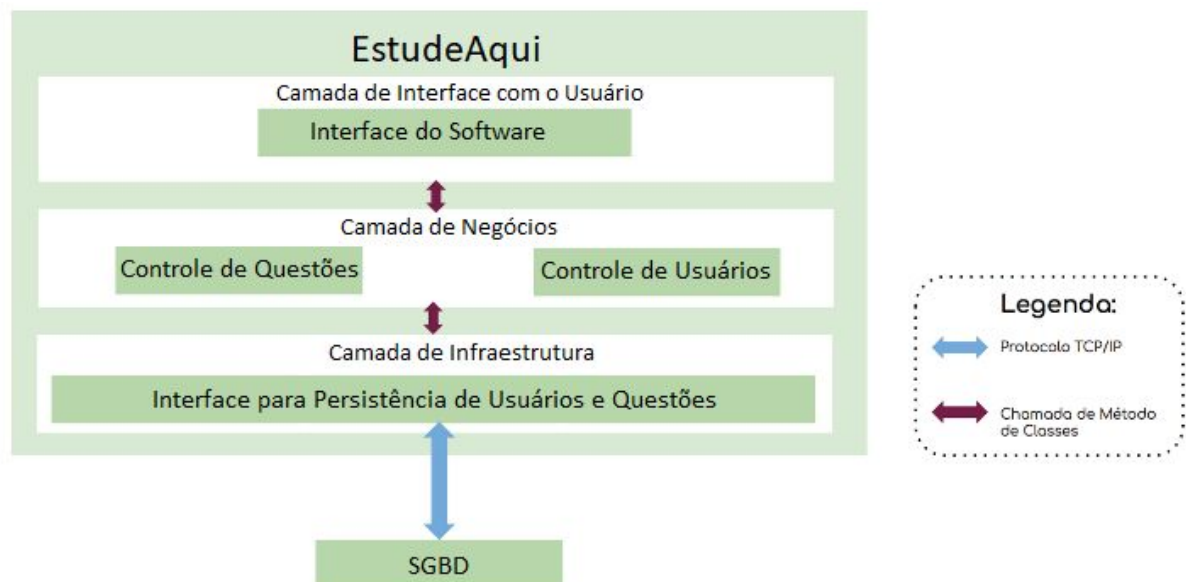 EstudeAqui
Camada de Interface com o Usuário
Interface do Software
Camada de Negócios
Controle de Questões
Controle de Usuários
Camada de Infraestrutura
Interface para Persistência de Usuários e Questões
SGBD
Legenda:
Protocolo TCP/IP
Chamada de Método
de Classes